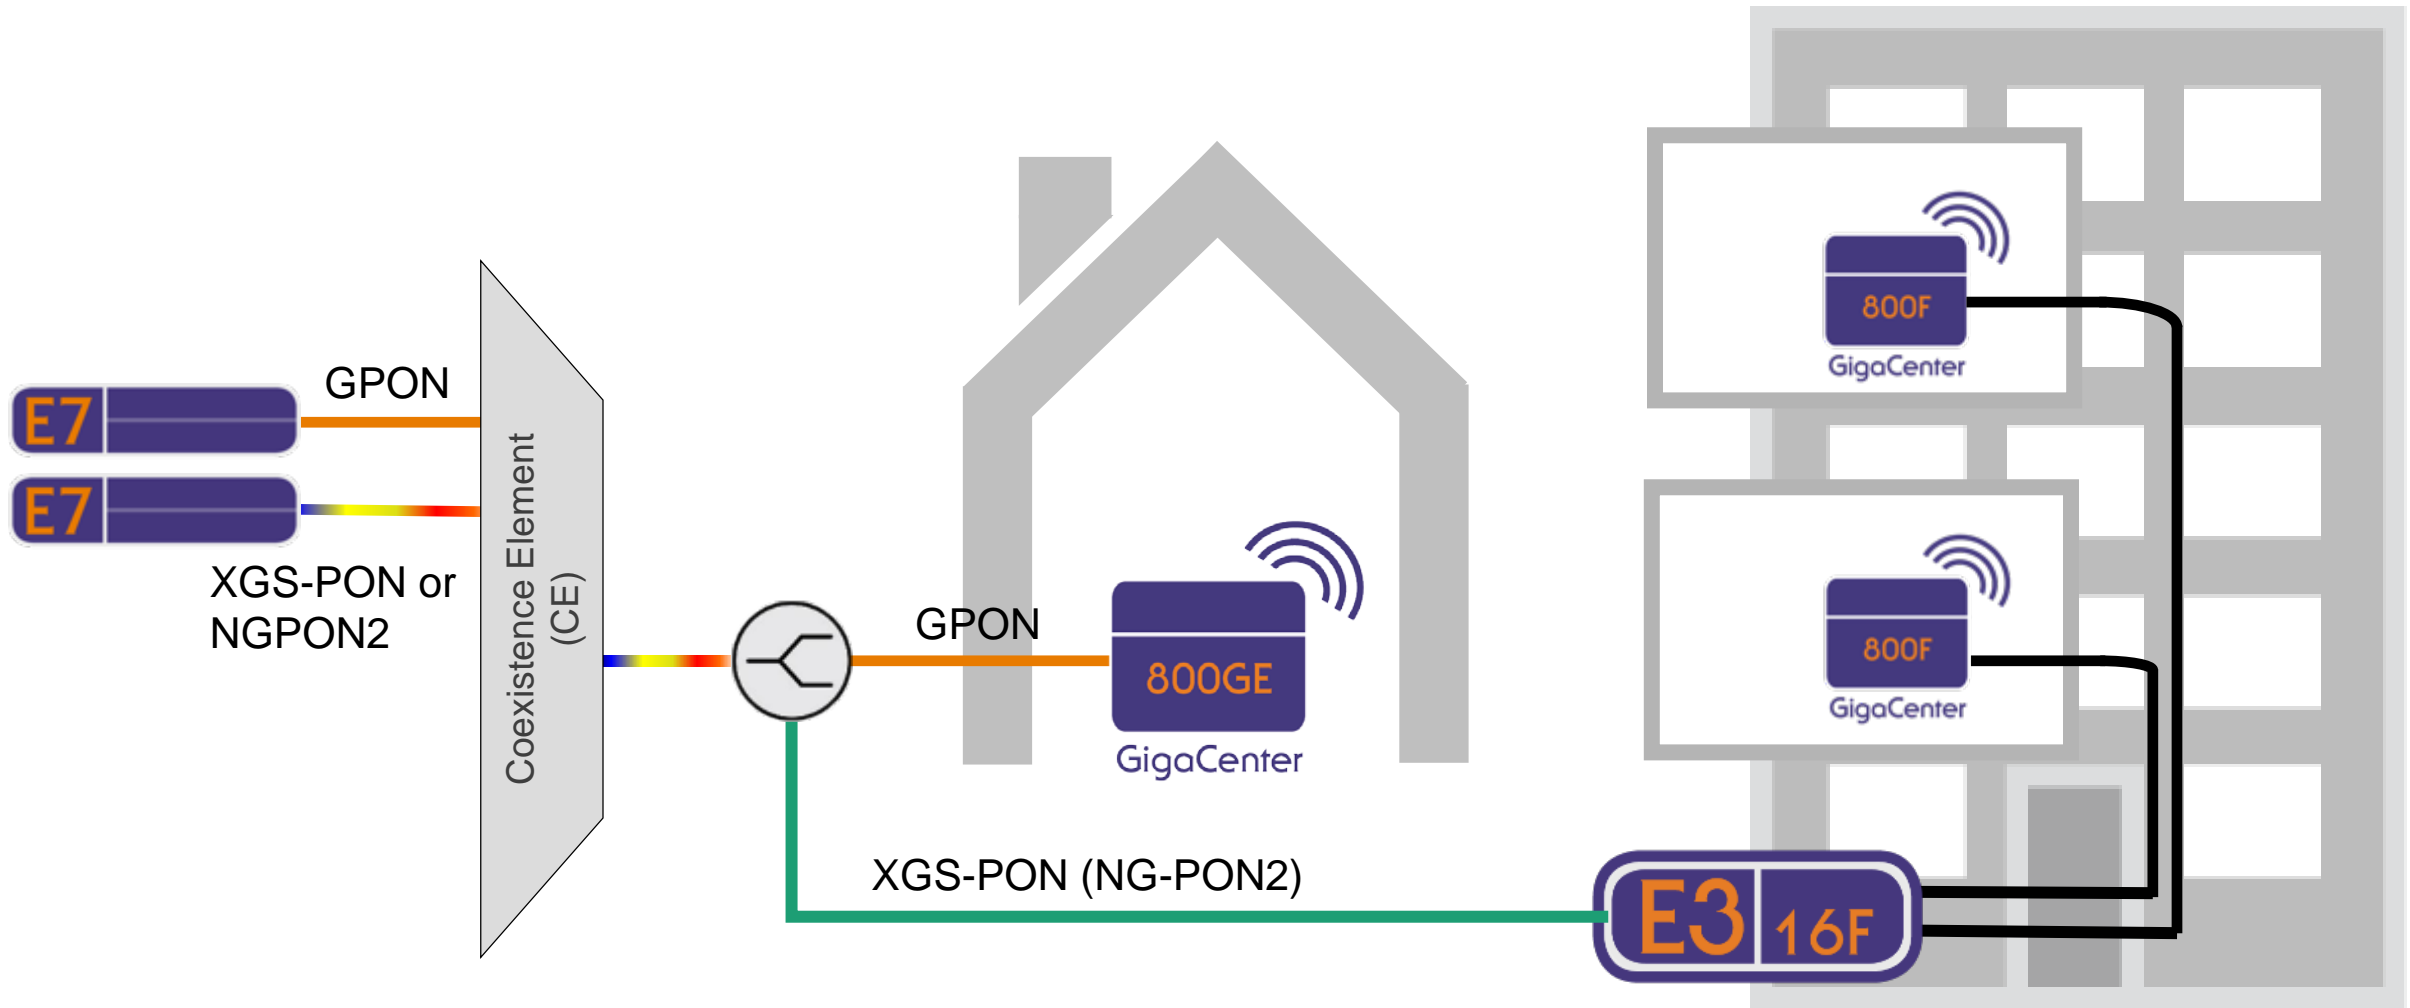 GPON
E7
E7
XGS-PON or
NGPON2
Coexistence Element
(CE)
GPON
800GE
GigaCenter
XGS-PON (NG-PON2)
800F
GigaCenter
800F
GigaCenter
E3 16F